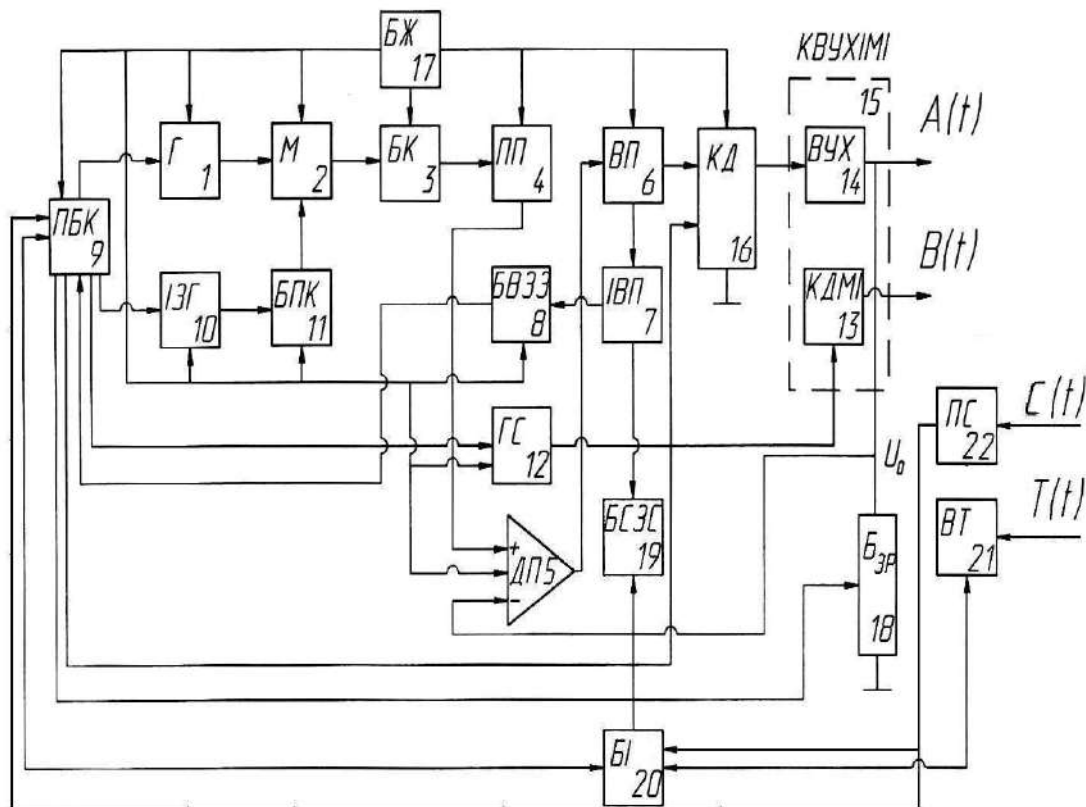 БЖ
17
КВУХІМІ
15
A(t)
Г
1
М
2
БК
3
ПП
4
ВП
6
КД
16
ВУХ
14
ПБК
9
B(t)
ІЗГ
10
БПК
11
БВЗЗ
8
ІВП
7
КДМІ
13
ГС
12
ПС
22
C(t)
U₀
БСЗС
19
ВТ
21
T(t)
+
ДП5
-
Б_ЗР
18
БІ
20